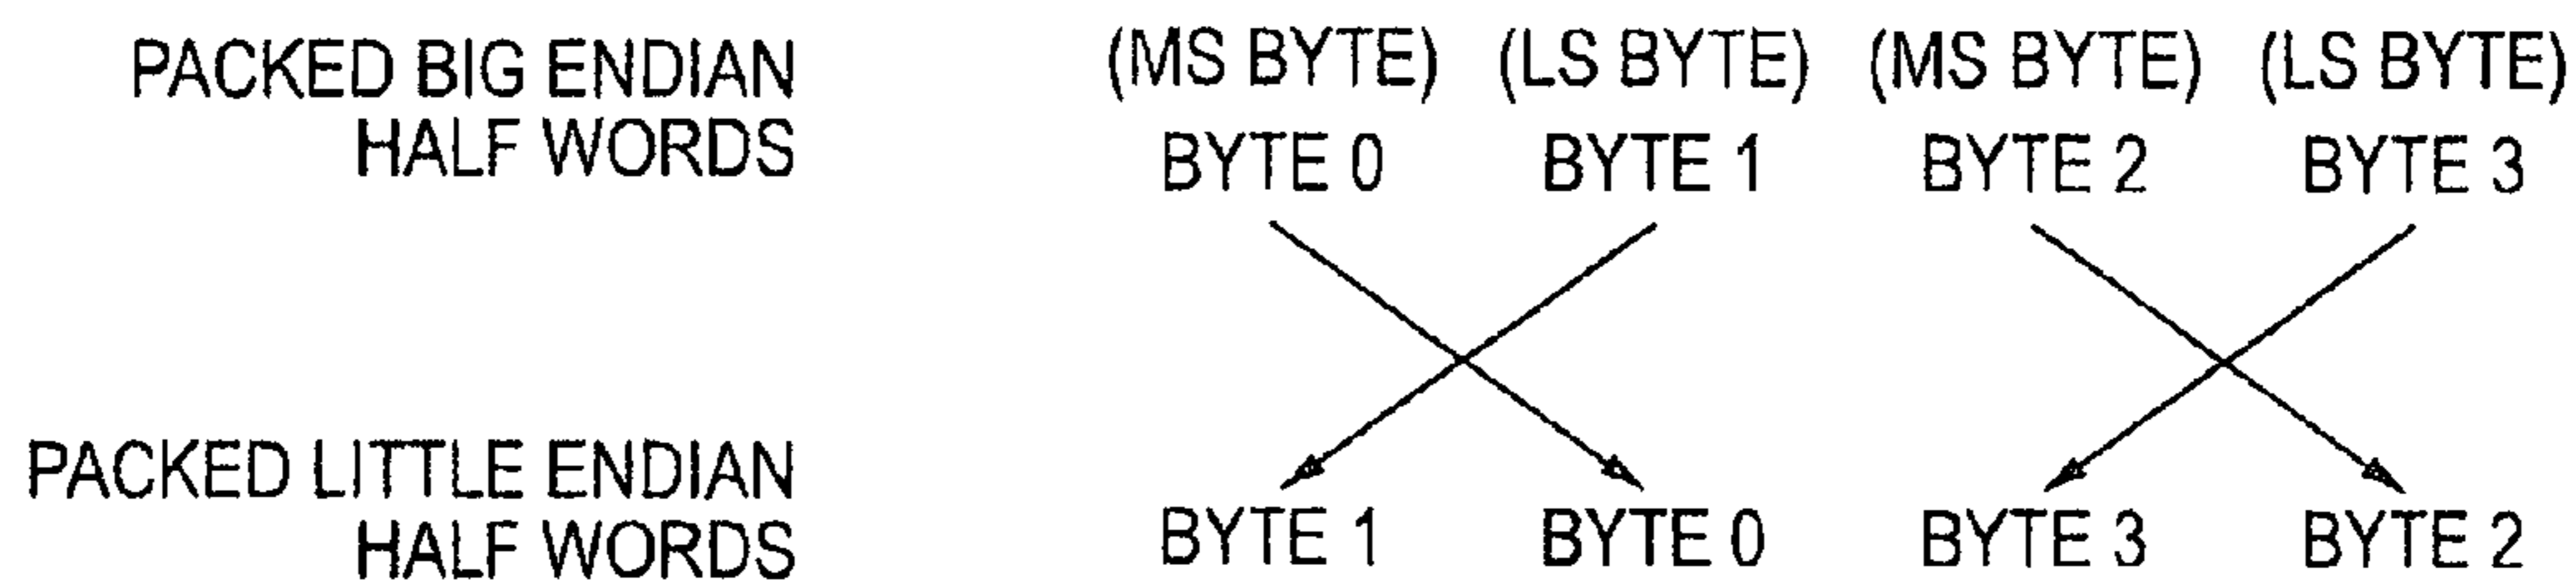 PACKED BIG ENDIAN
HALF WORDS
(MS BYTE) (LS BYTE) (MS BYTE) (LS BYTE)
BYTE 0 BYTE 1 BYTE 2 BYTE 3
PACKED LITTLE ENDIAN
HALF WORDS
BYTE 1 BYTE 0 BYTE 3 BYTE 2